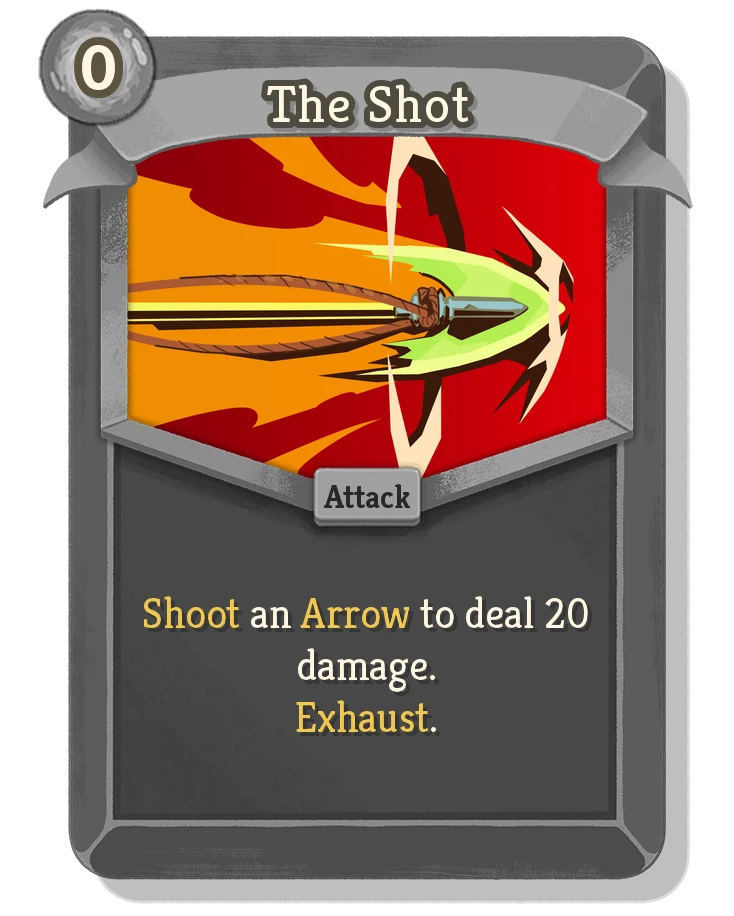 0
The Shot
Attack
Shoot an Arrow to deal 20
damage.
Exhaust.